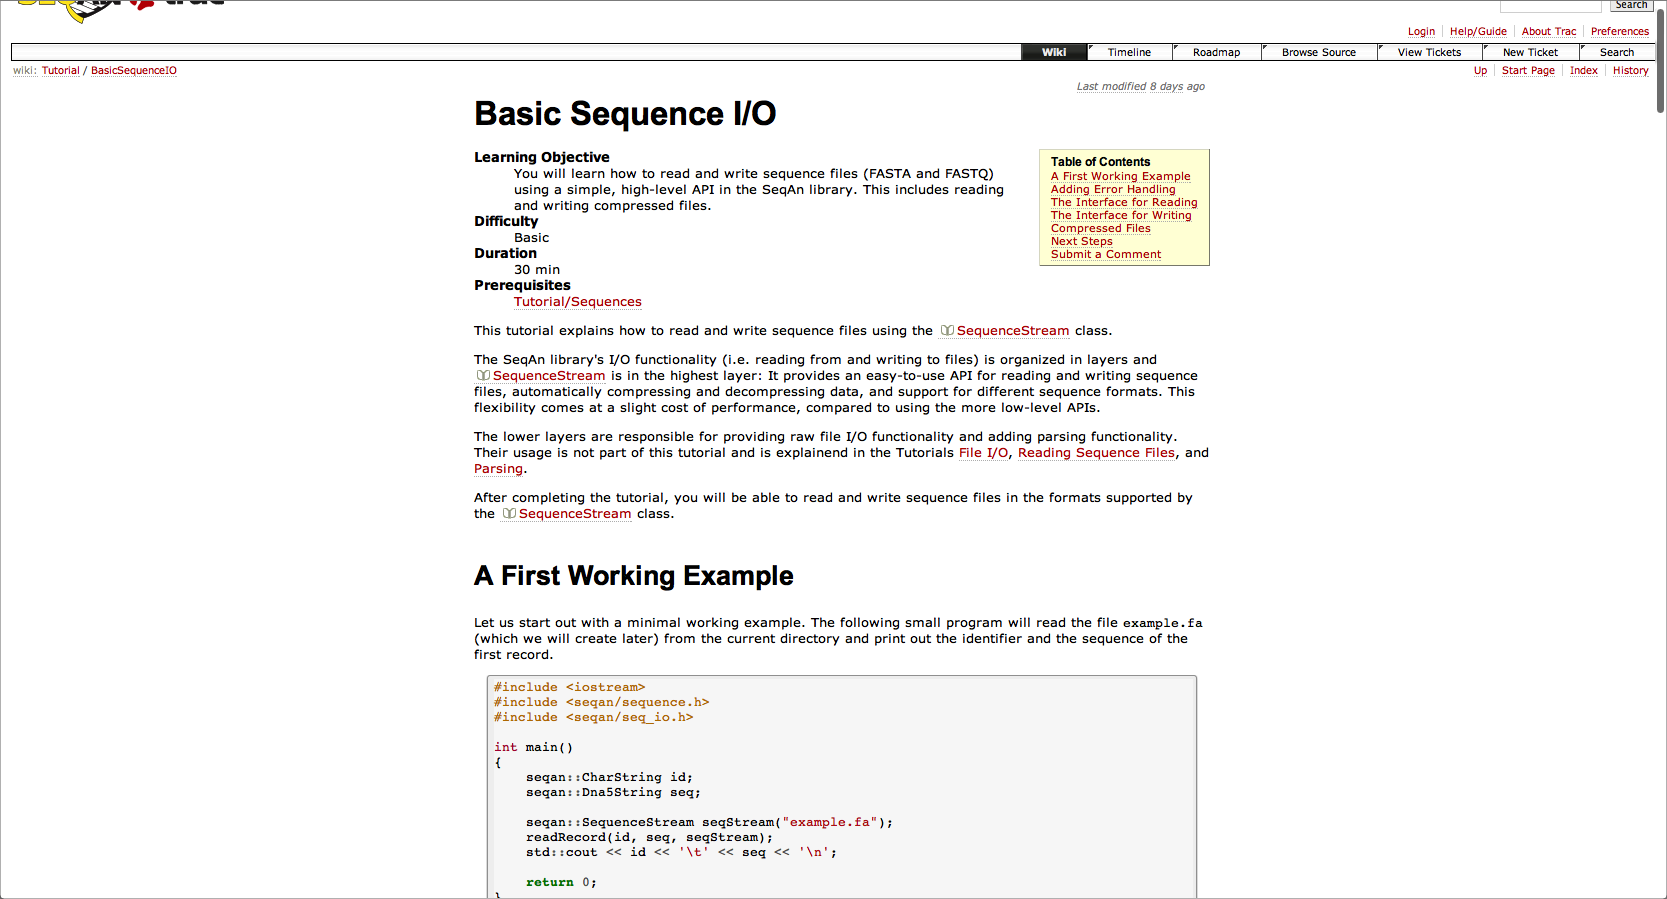 Search
Login Help/Guide About Trac Preferences
Wiki Timeline Roadmap Browse Source View Tickets New Ticket Search
wiki: Tutorial / BasicSequenceIO
Up Start Page Index History
Last modified 8 days ago
Basic Sequence I/O
Learning Objective
You will learn how to read and write sequence files (FASTA and FASTQ)
using a simple, high-level API in the SeqAn library. This includes reading
and writing compressed files.
Difficulty
Basic
Duration
30 min
Prerequisites
Tutorial/Sequences
Table of Contents
A First Working Example
Adding Error Handling
The Interface for Reading
The Interface for Writing
Compressed Files
Next Steps
Submit a Comment
This tutorial explains how to read and write sequence files using the SequenceStream class.
The SeqAn library's I/O functionality (i.e. reading from and writing to files) is organized in layers and
SequenceStream is in the highest layer: It provides an easy-to-use API for reading and writing sequence
files, automatically compressing and decompressing data, and support for different sequence formats. This
flexibility comes at a slight cost of performance, compared to using the more low-level APIs.
The lower layers are responsible for providing raw file I/O functionality and adding parsing functionality.
Their usage is not part of this tutorial and is explainend in the Tutorials File I/O, Reading Sequence Files, and
Parsing.
After completing the tutorial, you will be able to read and write sequence files in the formats supported by
the SequenceStream class.
A First Working Example
Let us start out with a minimal working example. The following small program will read the file example.fa
(which we will create later) from the current directory and print out the identifier and the sequence of the
first record.
#include <iostream>
#include <seqan/sequence.h>
#include <seqan/seq_io.h>
int main()
{
seqan::CharString id;
seqan::Dna5String seq;
seqan::SequenceStream seqStream("example.fa");
readRecord(id, seq, seqStream);
std::cout << id << '\t' << seq << '\n';
return 0;
}